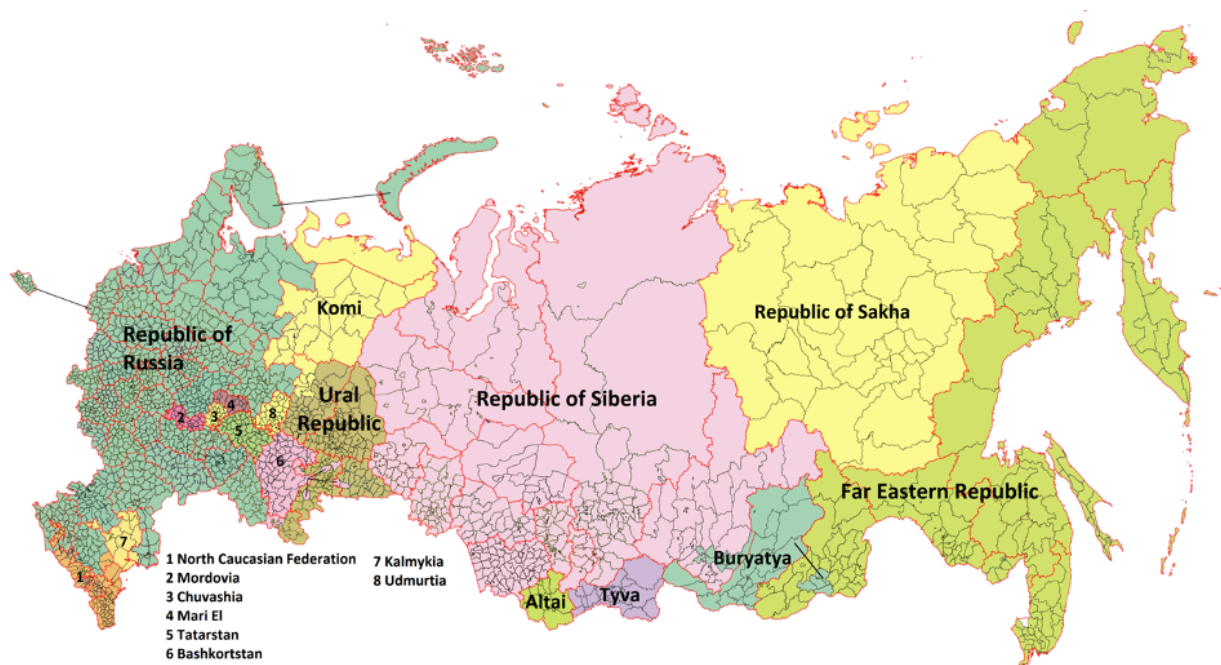 Komi
Republic of
Russia
Ural
Republic
Republic of Siberia
Republic of Sakha
Far Eastern Republic
Buryatya
Altai
Tyva
2
3
4
5
8
6
7
1
1 North Caucasian Federation
2 Mordovia
3 Chuvashia
4 Mari El
5 Tatarstan
6 Bashkortstan
7 Kalmykia
8 Udmurtia